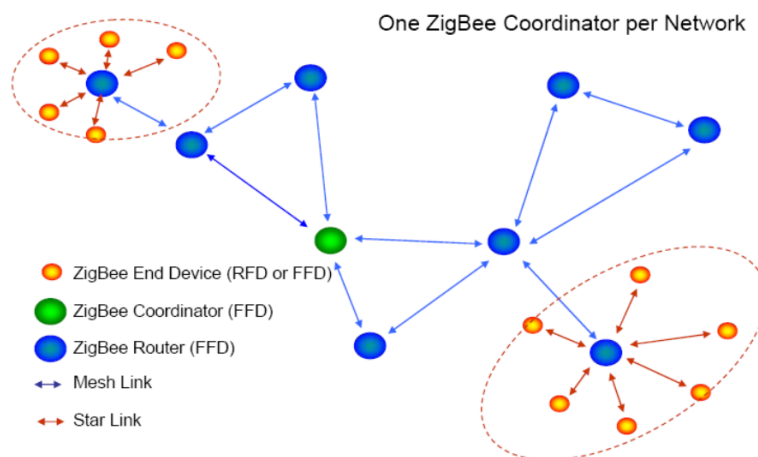 One ZigBee Coordinator per Network
ZigBee End Device (RFD or FFD)
ZigBee Coordinator (FFD)
ZigBee Router (FFD)
Mesh Link
Star Link